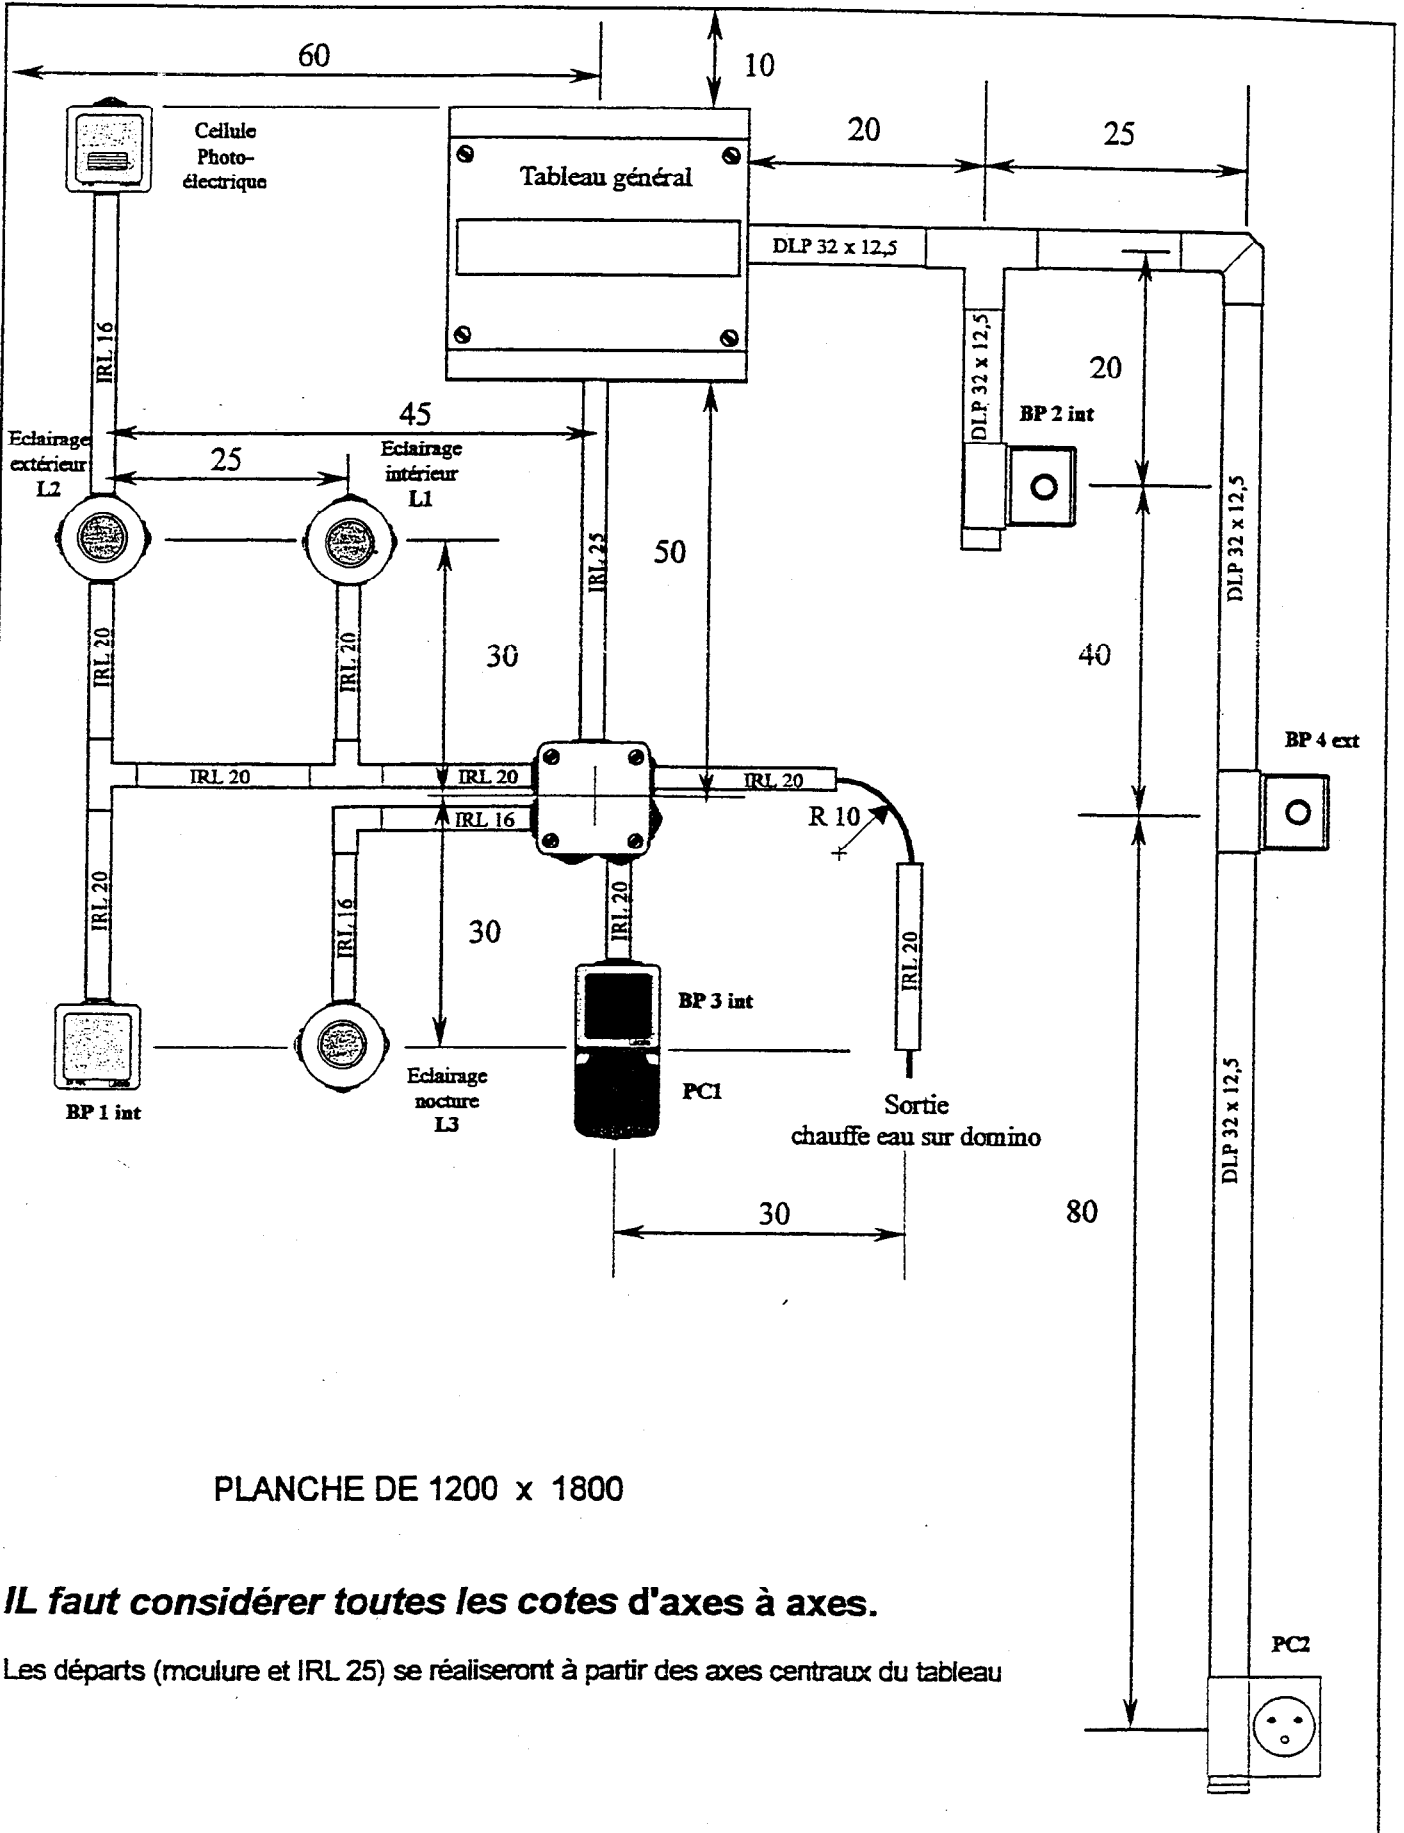 60
10
20
25
Cellule
Photo-
électrique
Tableau général
DLP 32 x 12,5
IRL 16
DLP 32 x 12,5
20
BP 2 int
45
Eclairage
extérieur
L2
25
Eclairage
intérieur
L1
IRL 25
50
DLP 32 x 12,5
IRL 20
IRL 20
30
40
BP 4 ext
IRL 20
IRL 20
IRL 20
R 10
IRL 16
IRL 20
IRL 16
30
IRL 20
IRL 20
BP 3 int
PC1
BP 1 int
Eclairage
nocture
L3
Sortie
chauffe eau sur domino
DLP 32 x 12,5
30
80
PLANCHE DE 1200 x 1800
IL faut considérer toutes les cotes d'axes à axes.
Les départs (mculure et IRL 25) se réaliseront à partir des axes centraux du tableau
PC2